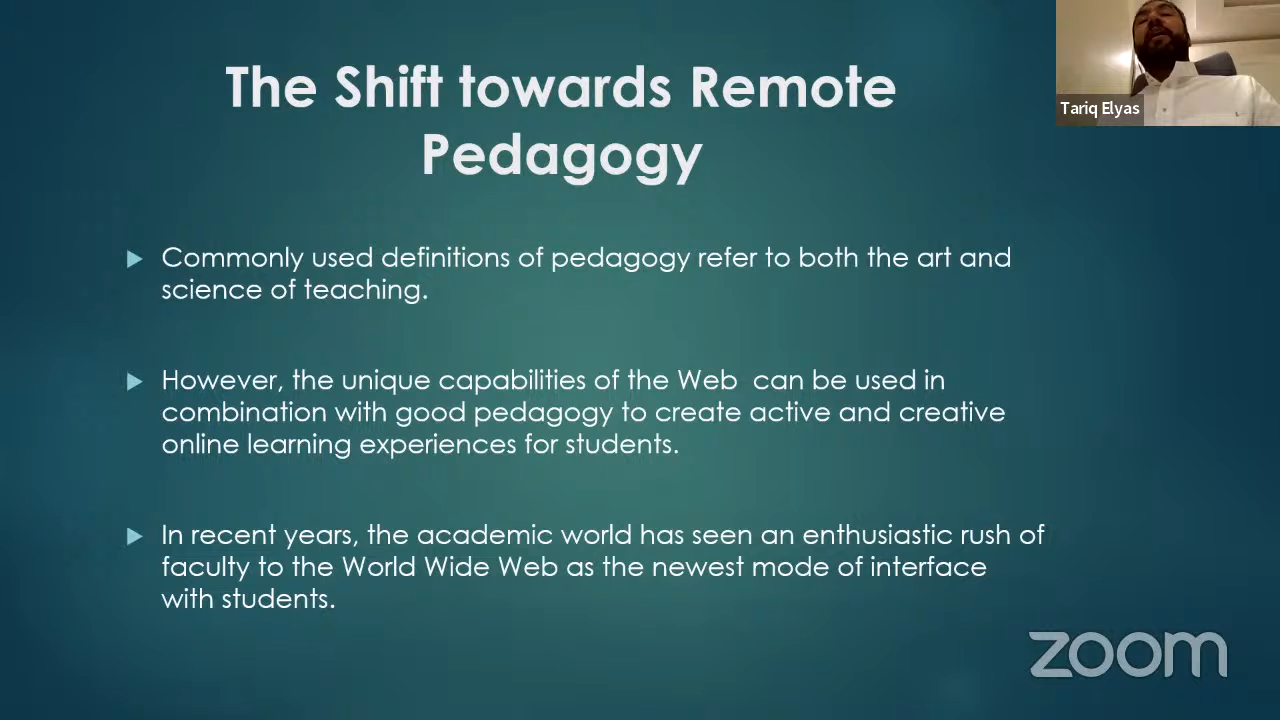 The Shift towards Remote
Pedagogy
Tariq Elyas
Commonly used definitions of pedagogy refer to both the art and
science of teaching.
However, the unique capabilities of the Web  can be used in
combination with good pedagogy to create active and creative
online learning experiences for students.
In recent years, the academic world has seen an enthusiastic rush of
faculty to the World Wide Web as the newest mode of interface
with students.
zoom